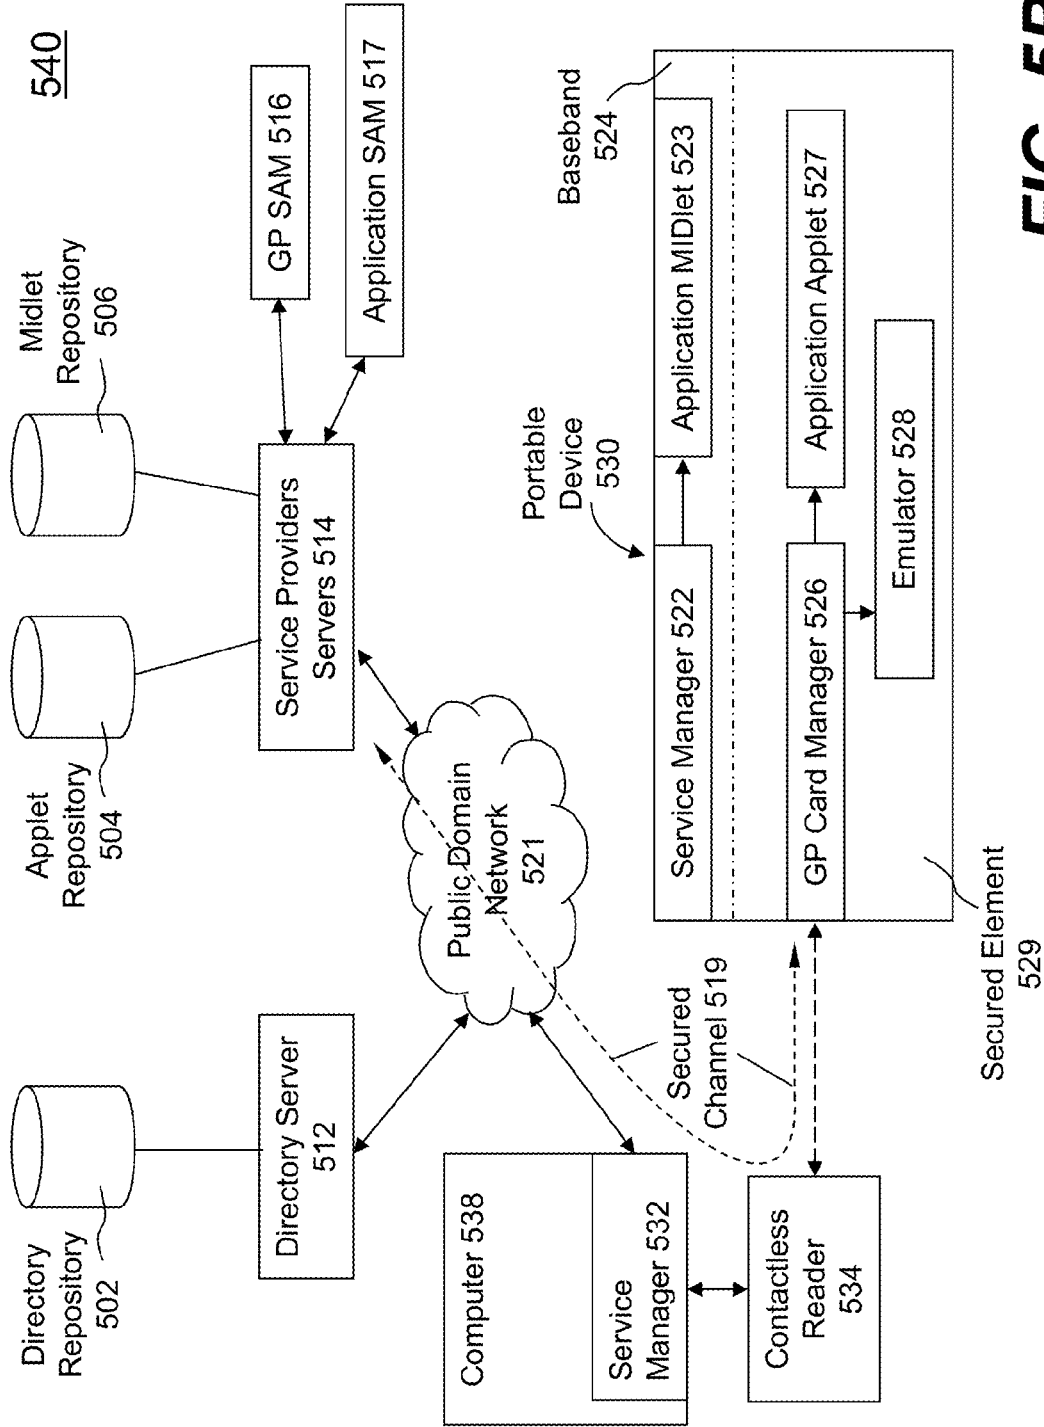 540
Directory
Repository
502
Applet
Repository
504
Midlet
Repository
506
Directory Server
512
Service Providers
Servers 514
GP SAM 516
Application SAM 517
Public Domain
Network
521
Computer 538
Service
Manager 532
Contactless
Reader
534
Secured
Channel 519
Portable
Device
530
Baseband
524
Service Manager 522
Application MIDlet 523
GP Card Manager 526
Application Applet 527
Emulator 528
Secured Element
529
FIG. 5B